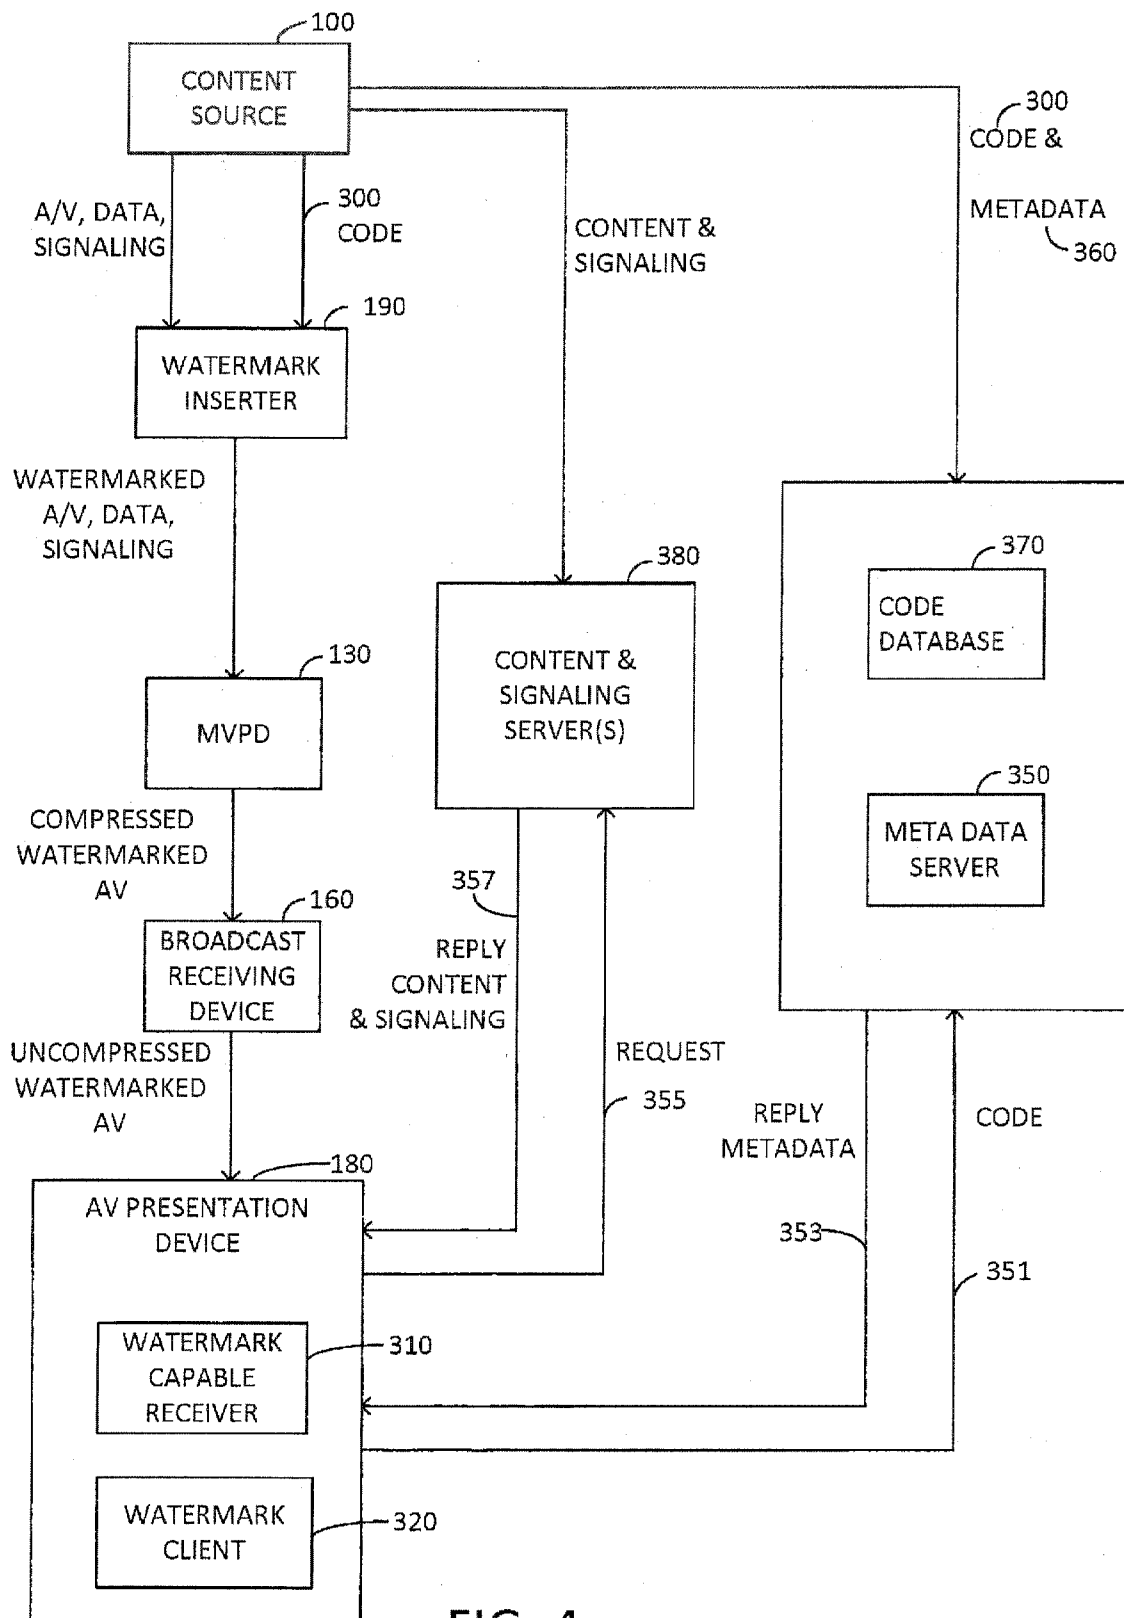 100
CONTENT
SOURCE
300
CODE &
METADATA
360
A/V, DATA,
SIGNALING
300
CODE
CONTENT &
SIGNALING
190
WATERMARK
INSERTER
WATERMARKED
A/V, DATA,
SIGNALING
380
CONTENT &
SIGNALING
SERVER(S)
370
CODE
DATABASE
130
MVPD
350
META DATA
SERVER
COMPRESSED
WATERMARKED
AV
160
BROADCAST
RECEIVING
DEVICE
357
REPLY
CONTENT
& SIGNALING
UNCOMPRESSED
WATERMARKED
AV
REQUEST
355
REPLY
METADATA
CODE
180
AV PRESENTATION
DEVICE
353
351
WATERMARK
CAPABLE
RECEIVER
310
WATERMARK
CLIENT
320
FIG. 4